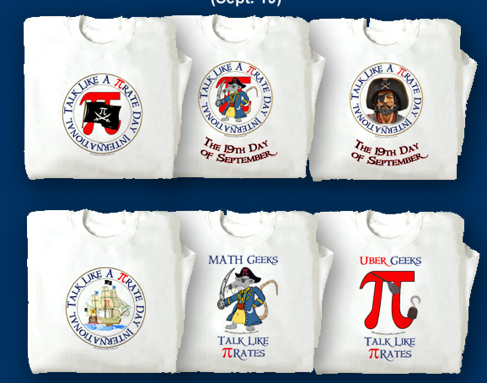 (Sept. 19)
INTERNATIONAL TALK LIKE A πRATE DAY
INTERNATIONAL TALK LIKE A πRATE DAY
THE 19TH DAY
OF SEPTEMBER
INTERNATIONAL TALK LIKE A πRATE DAY
THE 19TH DAY
OF SEPTEMBER
INTERNATIONAL TALK LIKE A πRATE DAY
MATH GEEKS
TALK LIKE
πRATES
UBER GEEKS
π
TALK LIKE
πRATES